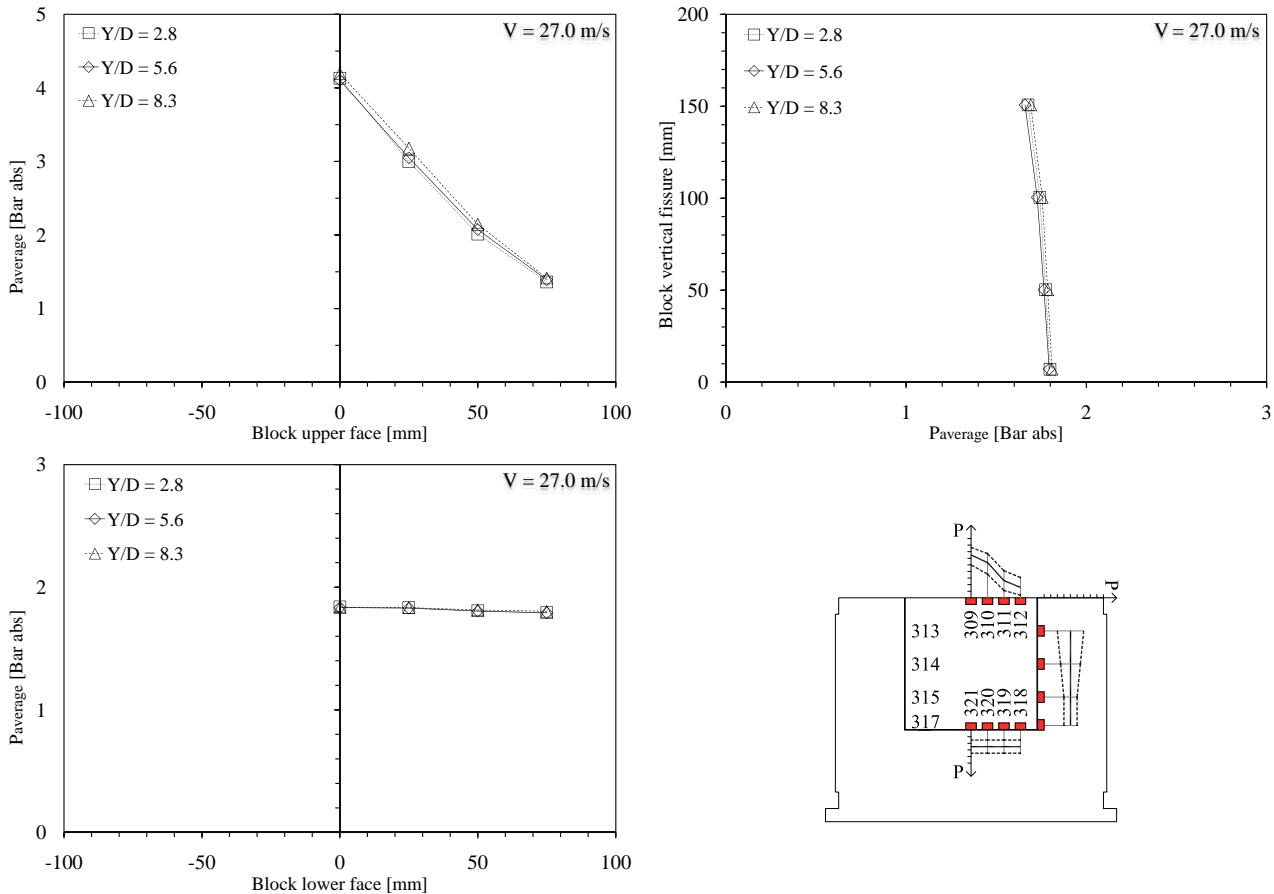 5
4
3
2
1
0
Paverage [Bar abs]
Y/D = 2.8
Y/D = 5.6
Y/D = 8.3
V = 27.0 m/s
-100
-50
0
50
100
Block upper face [mm]
200
150
100
50
0
Block vertical fissure [mm]
Y/D = 2.8
Y/D = 5.6
Y/D = 8.3
V = 27.0 m/s
0
1
2
3
Paverage [Bar abs]
3
2
1
0
Paverage [Bar abs]
Y/D = 2.8
Y/D = 5.6
Y/D = 8.3
V = 27.0 m/s
-100
-50
0
50
100
Block lower face [mm]
P
P
309
310
311
312
313
314
315
317
321
320
319
318
P